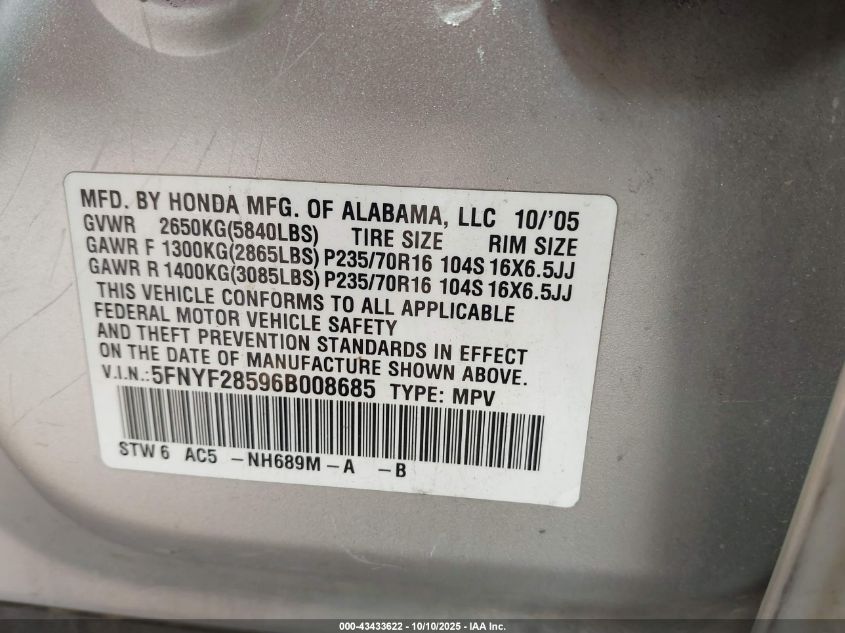 MFD. BY HONDA MFG. OF ALABAMA, LLC 10/'05
GVWR 2650KG(5840LBS) TIRE SIZE RIM SIZE
GAWR F 1300KG(2865LBS) P235/70R16 104S 16X6.5JJ
GAWR R 1400KG(3085LBS) P235/70R16 104S 16X6.5JJ
THIS VEHICLE CONFORMS TO ALL APPLICABLE
FEDERAL MOTOR VEHICLE SAFETY
AND THEFT PREVENTION STANDARDS IN EFFECT
ON THE DATE OF MANUFACTURE SHOWN ABOVE.
V.I.N.:5FNYF28596B008685 TYPE: MPV
STW6 AC5 -NH689M-A -B
000-43433622 - 10/10/2025 - IAA Inc.